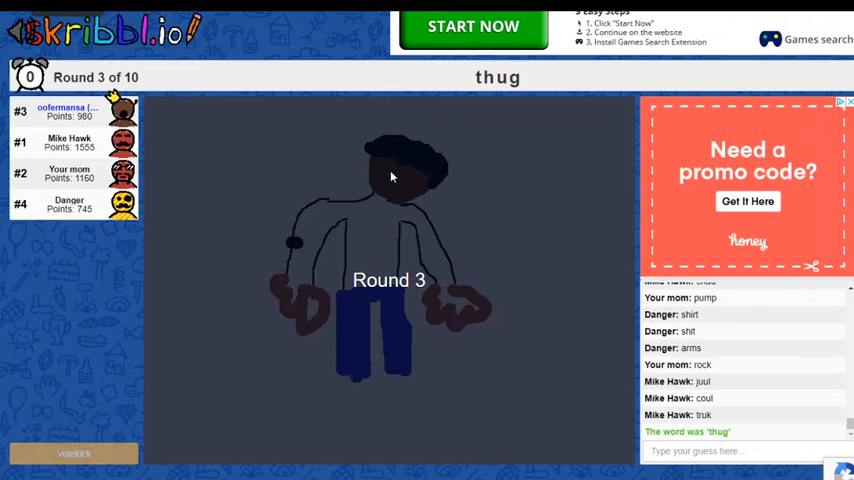 3 Easy Steps
START NOW
1. Click "Start Now"
2. Continue on the website
3. Install Games Search Extension
Games search
skribbl.io
0
Round 3 of 10
thug
#3
oofermansa (...
Points: 980
#1
Mike Hawk
Points: 1555
#2
Your mom
Points: 1160
#4
Danger
Points: 745
Round 3
Need a
promo code?
Get It Here
honey
Your mom: pump
Danger: shirt
Danger: shit
Danger: arms
Your mom: rock
Mike Hawk: juul
Mike Hawk: coul
Mike Hawk: truk
The word was 'thug'
Type your guess here...
Votekick